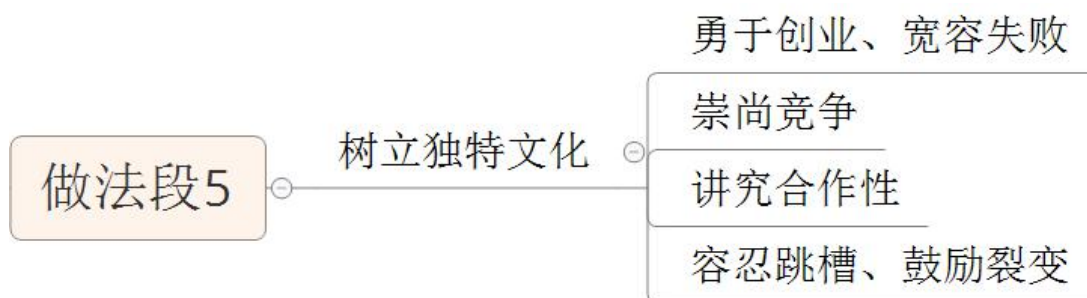 做法段5
树立独特文化
勇于创业、宽容失败
崇尚竞争
讲究合作性
容忍跳槽、鼓励裂变